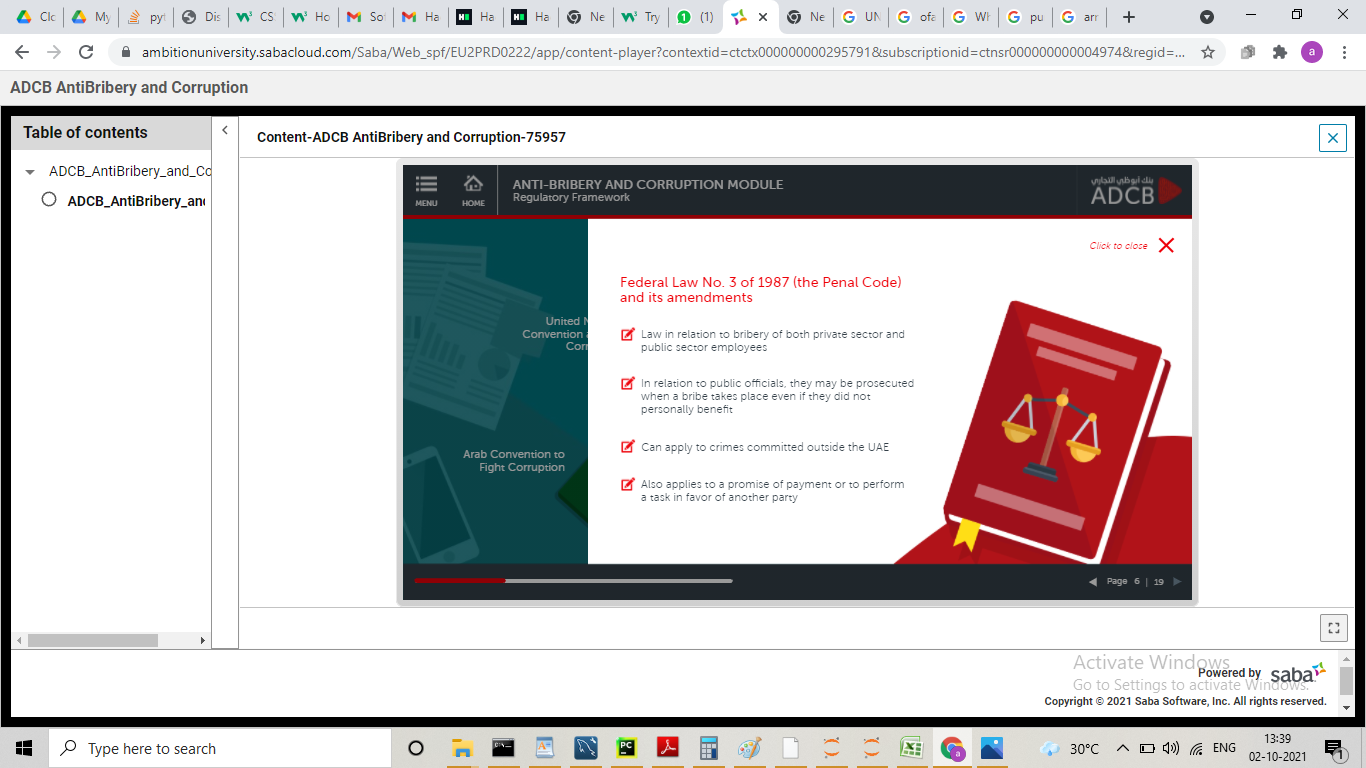 Clc
My
pyt
Dis
CS
Ho
So
Ha
Ha
Ha
Ne
Try
(1)
Ne
UN
ofa
Wh
pu
arr
ambitionuniversity.sabacloud.com/Saba/Web_spf/EU2PRD0222/app/content-player?contextid=ctctx000000000295791&subscriptionid=ctnsr00000000004974&regid=...
a
ADCB AntiBribery and Corruption
Table of contents
Content-ADCB AntiBribery and Corruption-75957
ADCB_AntiBribery_and_Co
ADCB_AntiBribery_and
MENU
HOME
ANTI-BRIBERY AND CORRUPTION MODULE
Regulatory Framework
بنك أبوظبي التجاري
ADCB
Click to close
United N
Convention a
Corr
Arab Convention to
Fight Corruption
Federal Law No. 3 of 1987 (the Penal Code)
and its amendments
Law in relation to bribery of both private sector and
public sector employees
In relation to public officials, they may be prosecuted
when a bribe takes place even if they did not
personally benefit
Can apply to crimes committed outside the UAE
Also applies to a promise of payment or to perform
a task in favor of another party
Page 6 | 19
Activate Windows
Go to Settings to activate Windows.
Powered by saba
Copyright © 2021 Saba Software, Inc. All rights reserved.
Type here to search
30°C
ENG
13:39
02-10-2021
1